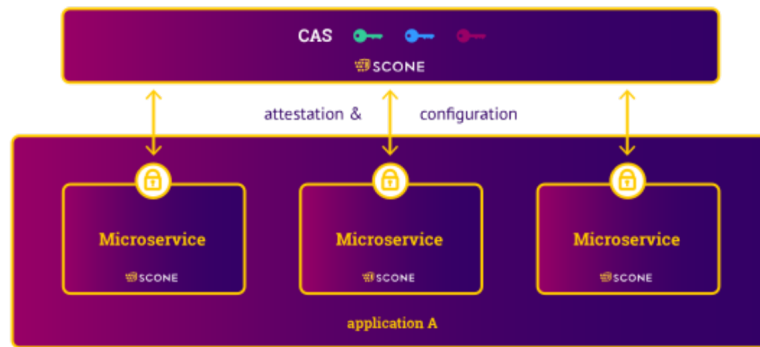 CAS
SCONE
attestation & configuration
Microservice Microservice Microservice
SCONE SCONE SCONE
application A